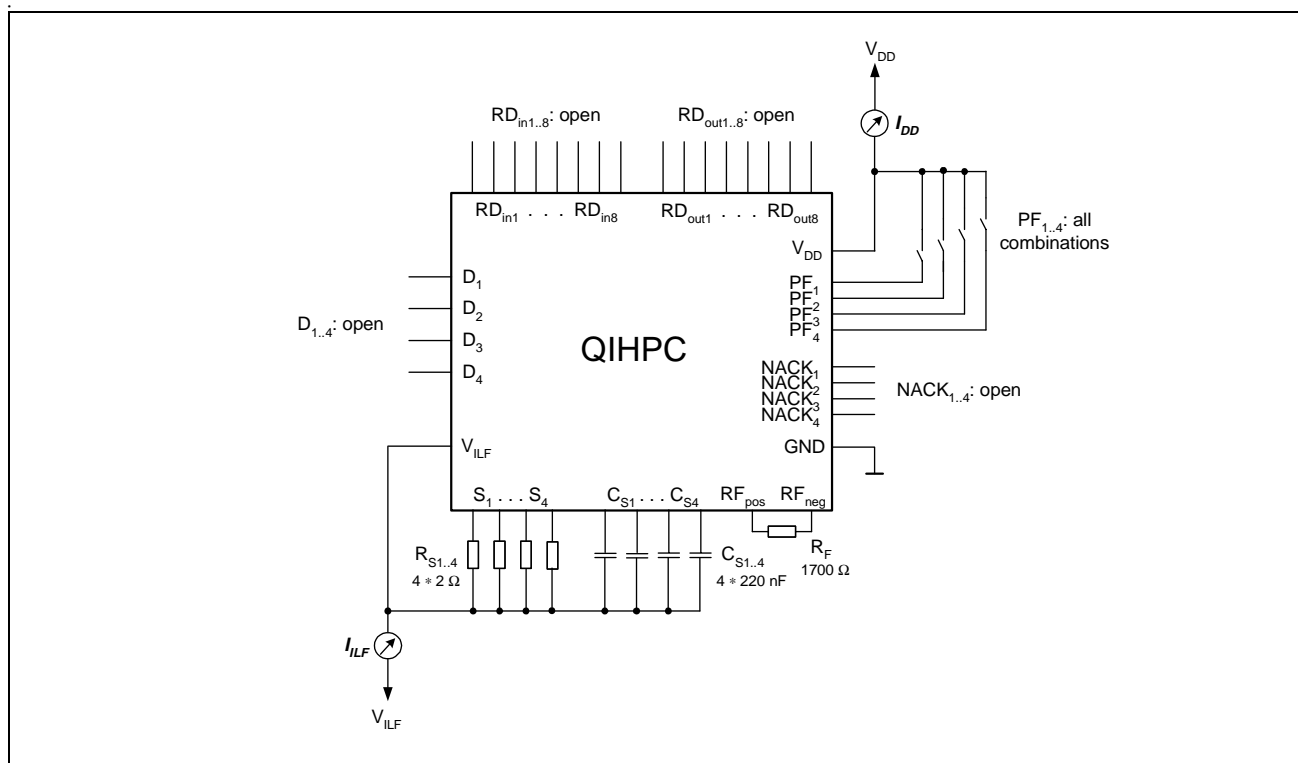 .
V_DD
I_DD
RD_in1..8: open
RD_out1..8: open
RD_in1 . . . RD_in8
RD_out1 . . . RD_out8
PF_1..4: all
combinations
V_DD
D_1
D_2
D_3
D_4
D_1..4: open
QIHPC
PF_1
PF_2
PF_3
PF_4
NACK_1
NACK_2
NACK_3
NACK_4
NACK_1..4: open
V_ILF
GND
S_1 . . . S_4
C_S1 . . . C_S4
RF_pos
RF_neg
R_S1..4
4 * 2 Ω
C_S1..4
4 * 220 nF
R_F
1700 Ω
I_ILF
V_ILF